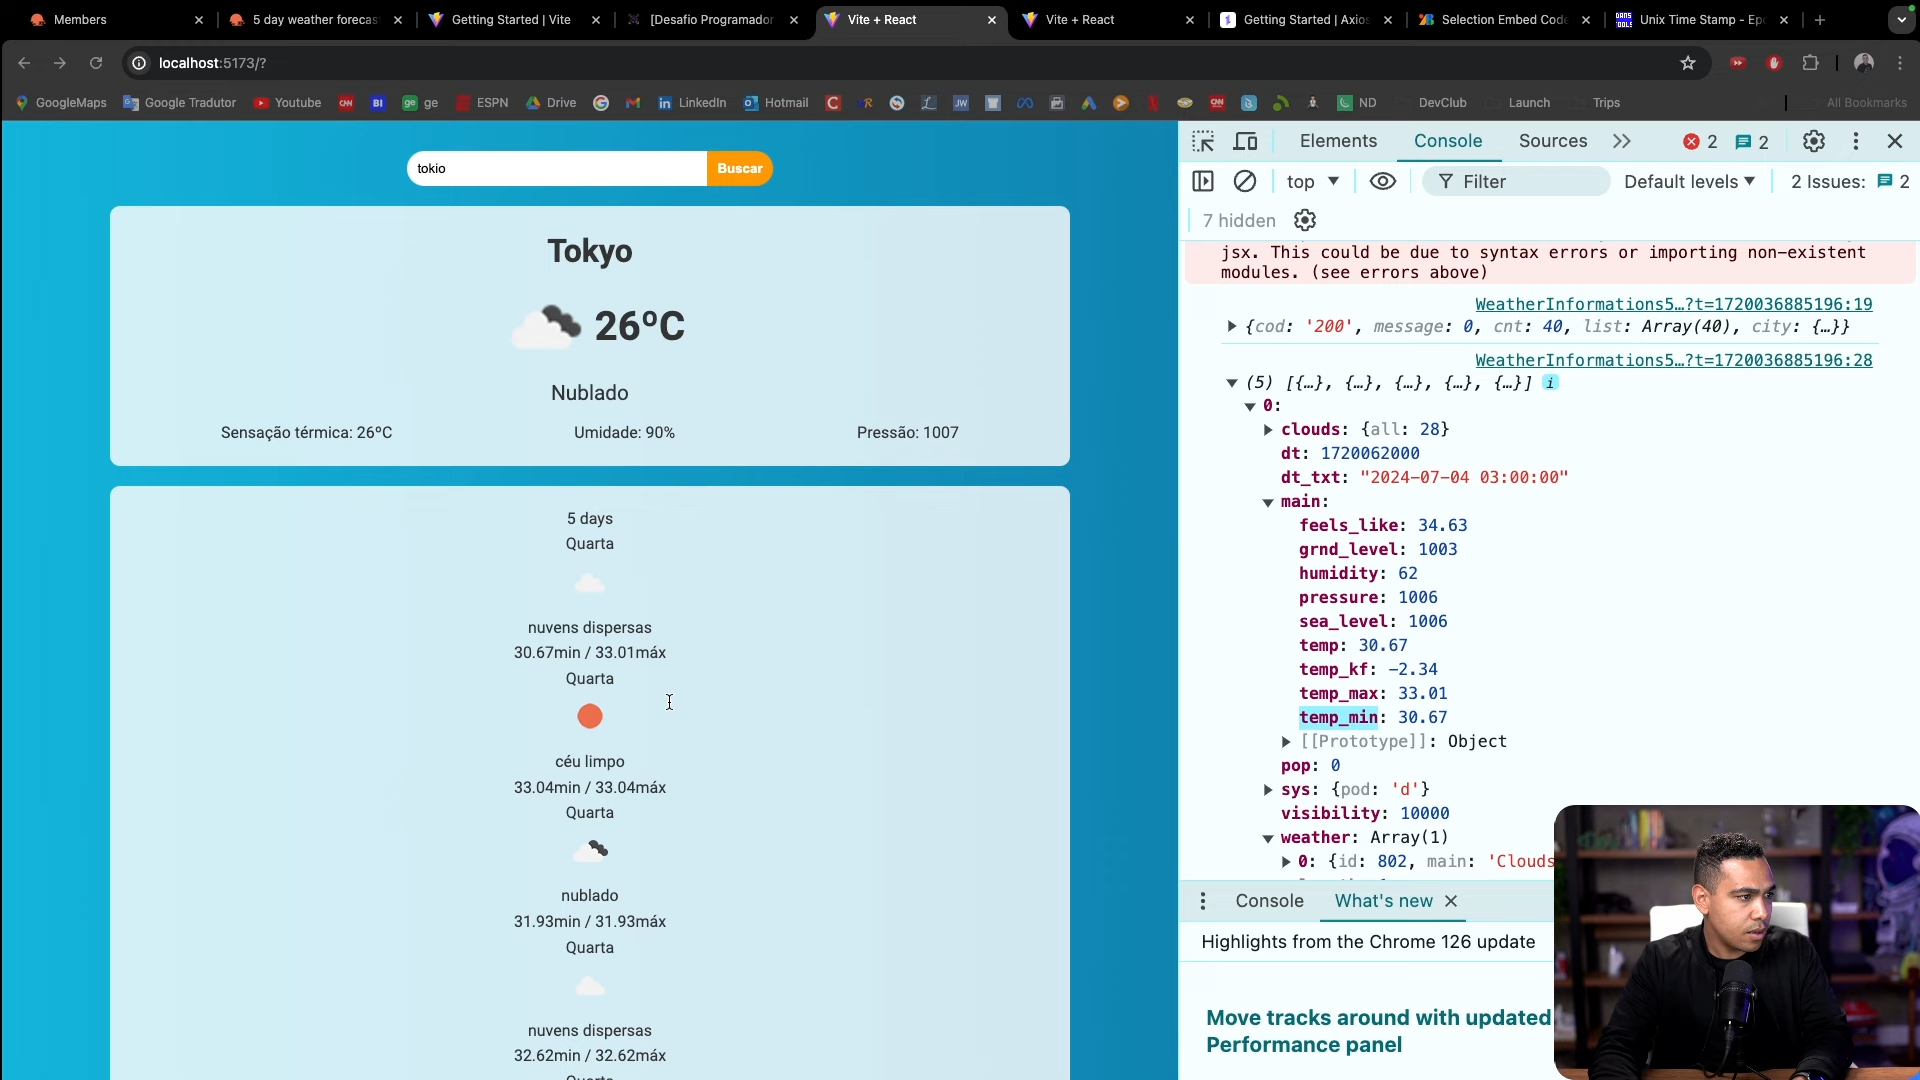 Members
5 day weather forecas
Getting Started | Vite
[Desafio Programador
Vite + React
Vite + React
Getting Started | Axios
Selection Embed Code
Unix Time Stamp - Epo
localhost:5173/?
GoogleMaps
Google Tradutor
Youtube
ge
ESPN
Drive
LinkedIn
Hotmail
ND
DevClub
Launch
Trips
All Bookmarks
tokio
Buscar
Tokyo
26ºC
Nublado
Sensação térmica: 26ºC
Umidade: 90%
Pressão: 1007
5 days
Quarta
nuvens dispersas
30.67min / 33.01máx
Quarta
céu limpo
33.04min / 33.04máx
Quarta
nublado
31.93min / 31.93máx
Quarta
nuvens dispersas
32.62min / 32.62máx
Quarta
Elements
Console
Sources
2
2
top
Filter
Default levels
2 Issues:
2
7 hidden
jsx. This could be due to syntax errors or importing non-existent
modules. (see errors above)
WeatherInformations5…?t=1720036885196:19
{cod: '200', message: 0, cnt: 40, list: Array(40), city: {…}}
WeatherInformations5…?t=1720036885196:28
(5) [{…}, {…}, {…}, {…}, {…}] i
0:
clouds: {all: 28}
dt: 1720062000
dt_txt: "2024-07-04 03:00:00"
main:
feels_like: 34.63
grnd_level: 1003
humidity: 62
pressure: 1006
sea_level: 1006
temp: 30.67
temp_kf: -2.34
temp_max: 33.01
temp_min: 30.67
[[Prototype]]: Object
pop: 0
sys: {pod: 'd'}
visibility: 10000
weather: Array(1)
0: {id: 802, main: 'Clouds
Console
What's new
Highlights from the Chrome 126 update
Move tracks around with updated
Performance panel